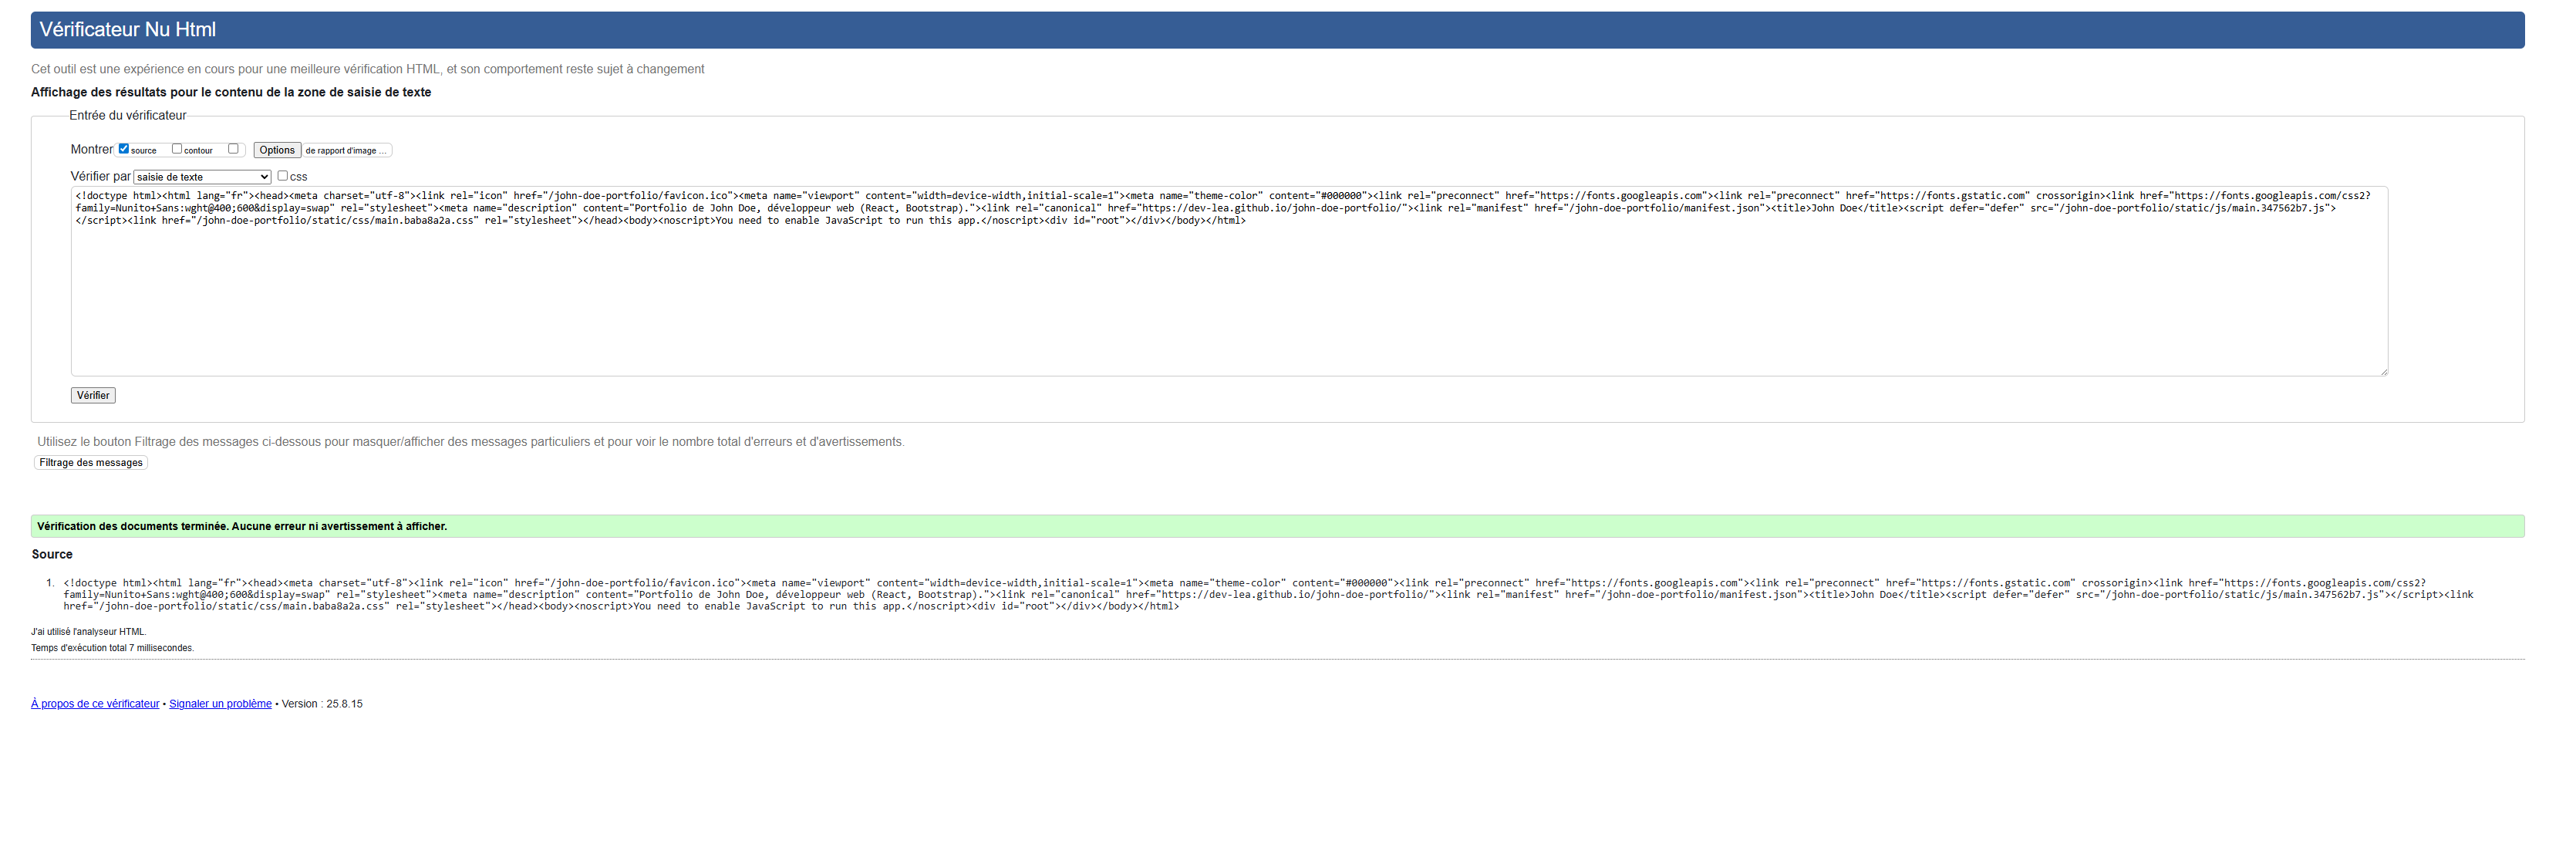 Vérificateur Nu Html
Cet outil est une expérience en cours pour une meilleure vérification HTML, et son comportement reste sujet à changement
Affichage des résultats pour le contenu de la zone de saisie de texte
Entrée du vérificateur
Montrer source contour Options de rapport d'image ...
Vérifier par saisie de texte css
<!doctype html><html lang="fr"><head><meta charset="utf-8"><link rel="icon" href="/john-doe-portfolio/favicon.ico"><meta name="viewport" content="width=device-width,initial-scale=1"><meta name="theme-color" content="#000000"><link rel="preconnect" href="https://fonts.googleapis.com"><link rel="preconnect" href="https://fonts.gstatic.com" crossorigin><link href="https://fonts.googleapis.com/css2?
family=Nunito+Sans:wght@400;600&display=swap" rel="stylesheet"><meta name="description" content="Portfolio de John Doe, développeur web (React, Bootstrap)."><link rel="canonical" href="https://dev-lea.github.io/john-doe-portfolio/"><link rel="manifest" href="/john-doe-portfolio/manifest.json"><title>John Doe</title><script defer="defer" src="/john-doe-portfolio/static/js/main.347562b7.js">
</script><link href="/john-doe-portfolio/static/css/main.baba8a2a.css" rel="stylesheet"></head><body><noscript>You need to enable JavaScript to run this app.</noscript><div id="root"></div></body></html>
Vérifier
Utilisez le bouton Filtrage des messages ci-dessous pour masquer/afficher des messages particuliers et pour voir le nombre total d'erreurs et d'avertissements.
Filtrage des messages
Vérification des documents terminée. Aucune erreur ni avertissement à afficher.
Source
1. <!doctype html><html lang="fr"><head><meta charset="utf-8"><link rel="icon" href="/john-doe-portfolio/favicon.ico"><meta name="viewport" content="width=device-width,initial-scale=1"><meta name="theme-color" content="#000000"><link rel="preconnect" href="https://fonts.googleapis.com"><link rel="preconnect" href="https://fonts.gstatic.com" crossorigin><link href="https://fonts.googleapis.com/css2?
family=Nunito+Sans:wght@400;600&display=swap" rel="stylesheet"><meta name="description" content="Portfolio de John Doe, développeur web (React, Bootstrap)."><link rel="canonical" href="https://dev-lea.github.io/john-doe-portfolio/"><link rel="manifest" href="/john-doe-portfolio/manifest.json"><title>John Doe</title><script defer="defer" src="/john-doe-portfolio/static/js/main.347562b7.js"></script><link
href="/john-doe-portfolio/static/css/main.baba8a2a.css" rel="stylesheet"></head><body><noscript>You need to enable JavaScript to run this app.</noscript><div id="root"></div></body></html>
J'ai utilisé l'analyseur HTML.
Temps d'exécution total 7 millisecondes.
À propos de ce vérificateur • Signaler un problème • Version : 25.8.15